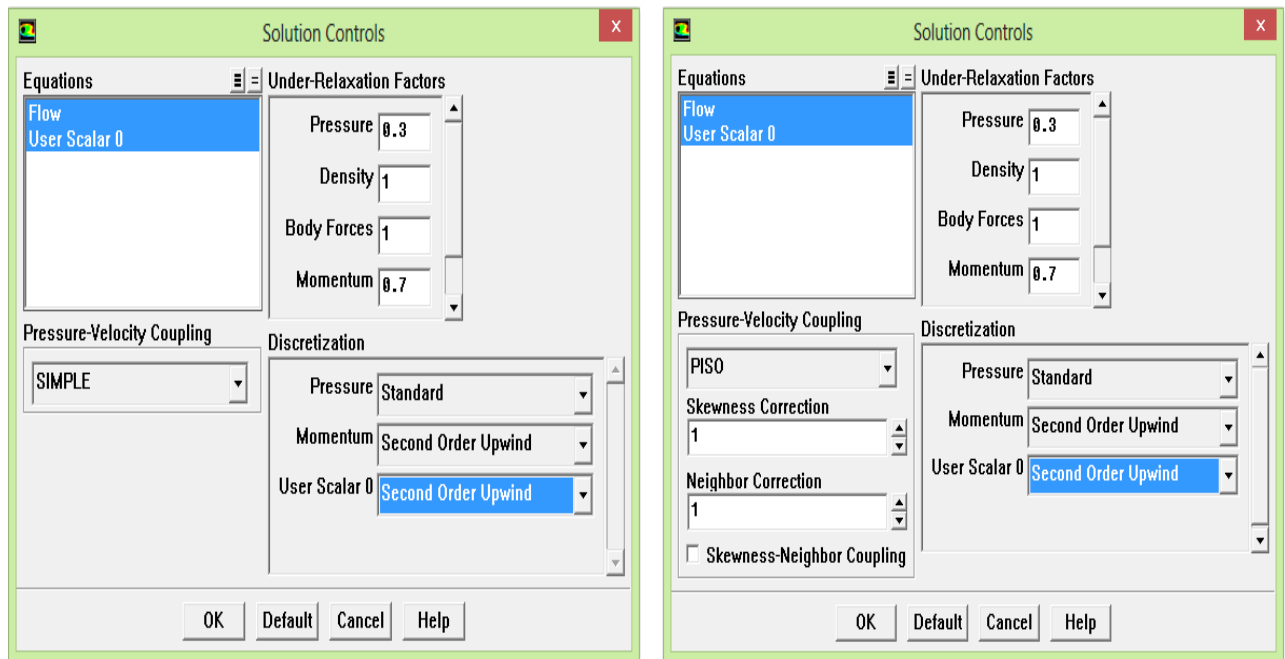 Solution Controls
x
Equations
Under-Relaxation Factors
Flow
User Scalar 0
Pressure 0.3
Density 1
Body Forces 1
Momentum 0.7
Pressure-Velocity Coupling
SIMPLE
Discretization
Pressure Standard
Momentum Second Order Upwind
User Scalar 0 Second Order Upwind
OK Default Cancel Help
Solution Controls
x
Equations
Under-Relaxation Factors
Flow
User Scalar 0
Pressure 0.3
Density 1
Body Forces 1
Momentum 0.7
Pressure-Velocity Coupling
PISO
Skewness Correction
1
Neighbor Correction
1
Skewness-Neighbor Coupling
Discretization
Pressure Standard
Momentum Second Order Upwind
User Scalar 0 Second Order Upwind
OK Default Cancel Help